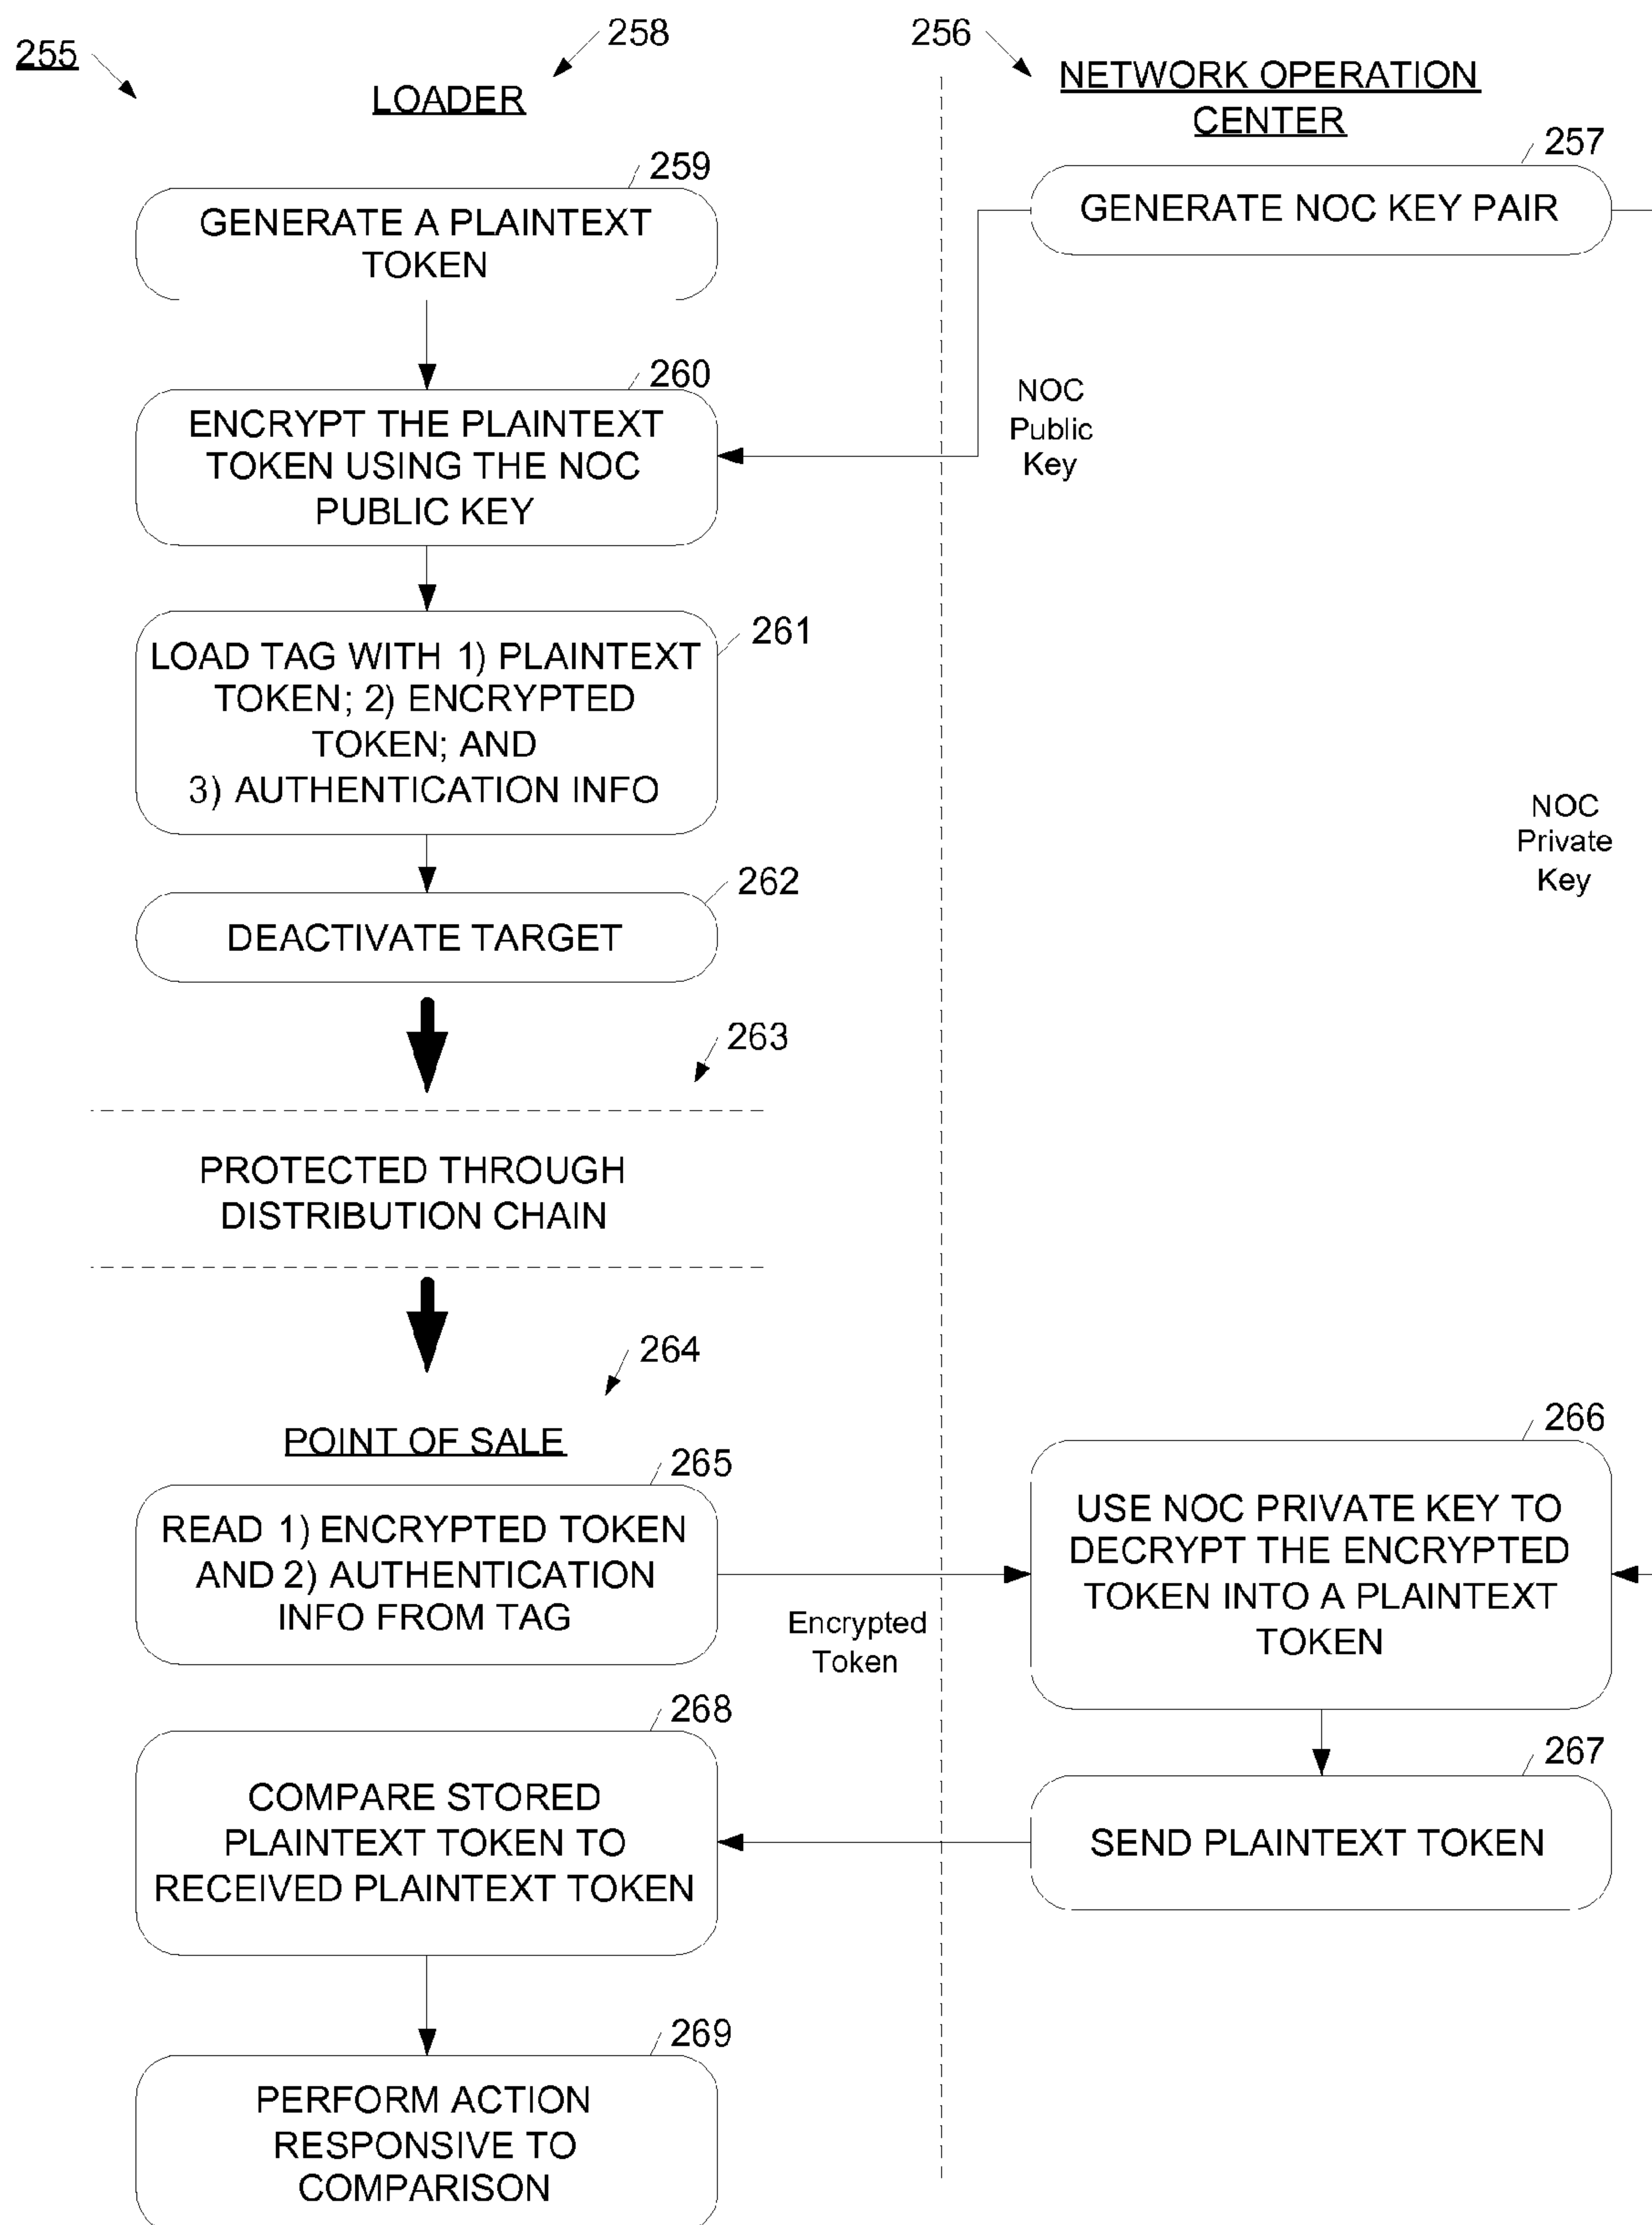 255
258
LOADER
256
NETWORK OPERATION
CENTER
257
GENERATE NOC KEY PAIR
259
GENERATE A PLAINTEXT
TOKEN
260
ENCRYPT THE PLAINTEXT
TOKEN USING THE NOC
PUBLIC KEY
NOC
Public
Key
261
LOAD TAG WITH 1) PLAINTEXT
TOKEN; 2) ENCRYPTED
TOKEN; AND
3) AUTHENTICATION INFO
NOC
Private
Key
262
DEACTIVATE TARGET
263
PROTECTED THROUGH
DISTRIBUTION CHAIN
264
POINT OF SALE
265
READ 1) ENCRYPTED TOKEN
AND 2) AUTHENTICATION
INFO FROM TAG
Encrypted
Token
266
USE NOC PRIVATE KEY TO
DECRYPT THE ENCRYPTED
TOKEN INTO A PLAINTEXT
TOKEN
267
SEND PLAINTEXT TOKEN
268
COMPARE STORED
PLAINTEXT TOKEN TO
RECEIVED PLAINTEXT TOKEN
269
PERFORM ACTION
RESPONSIVE TO
COMPARISON